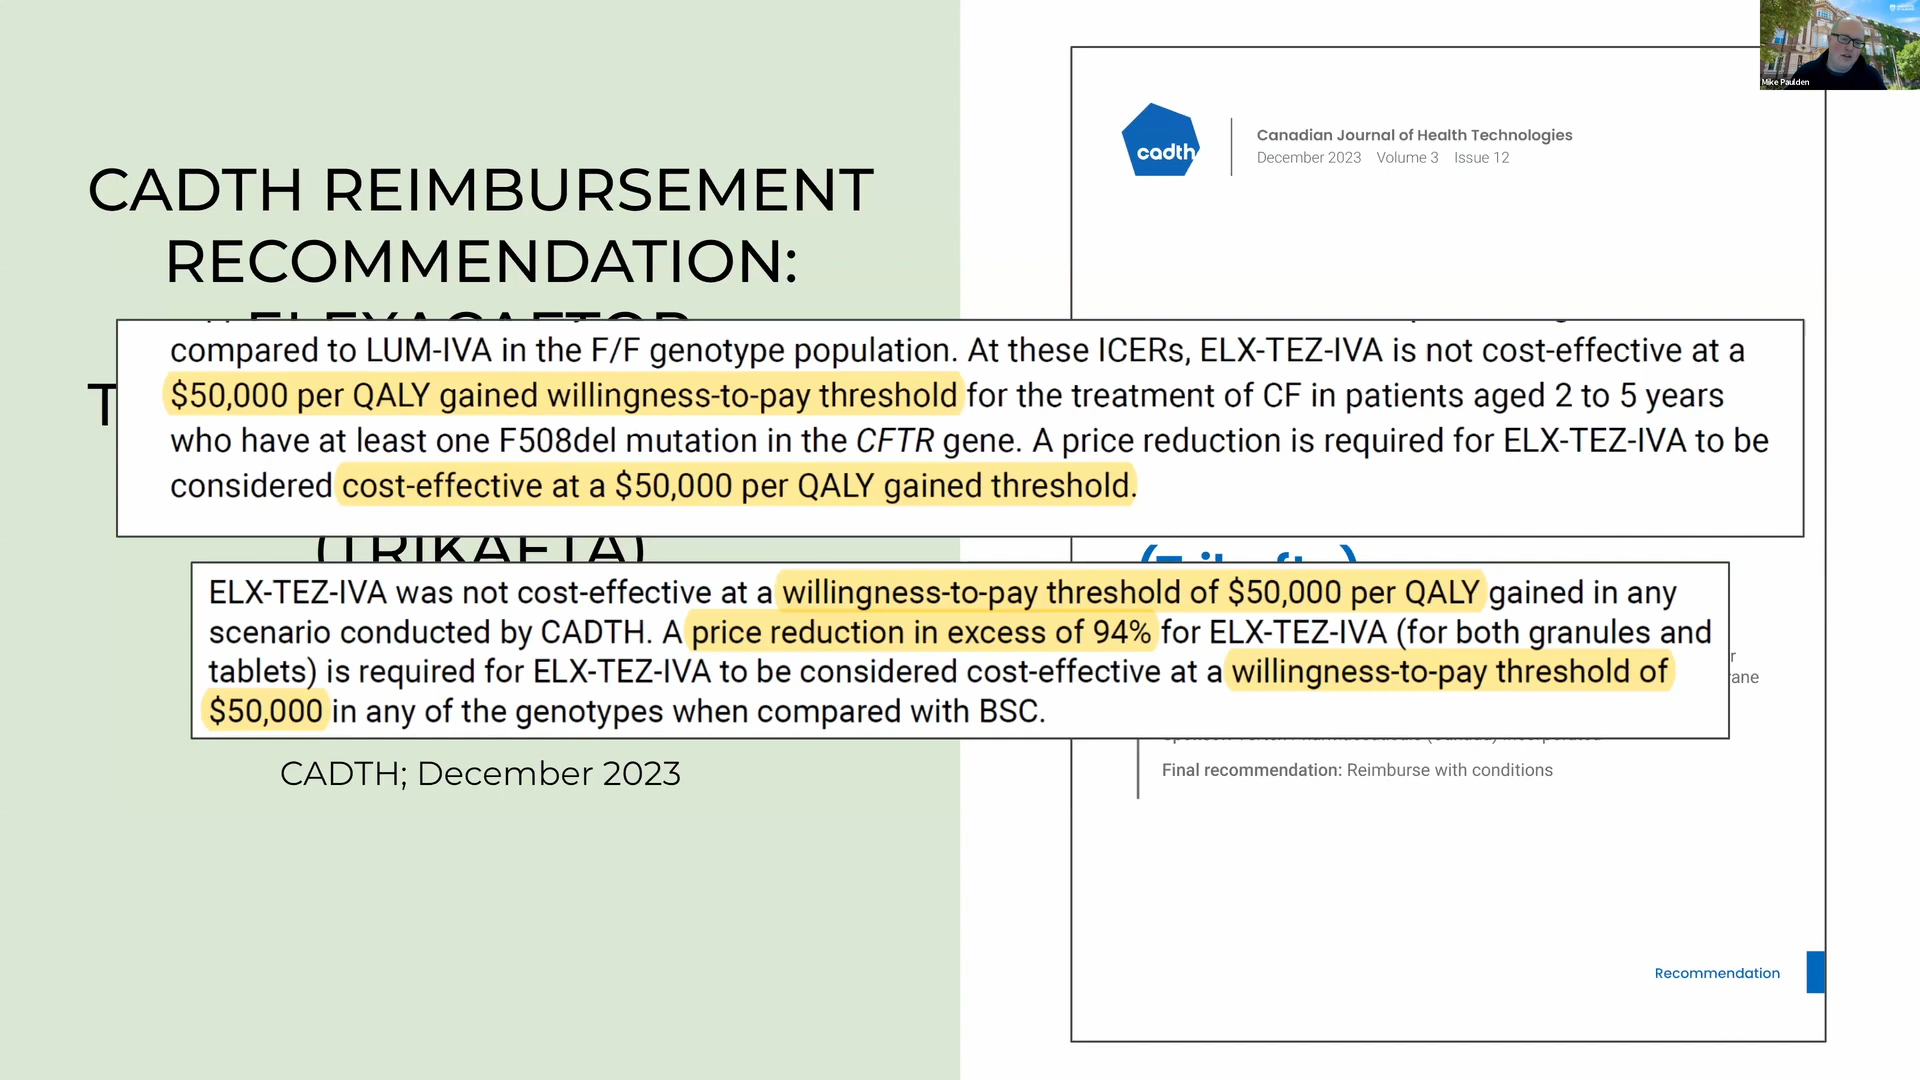 CADTH REIMBURSEMENT
RECOMMENDATION:
compared to LUM-IVA in the F/F genotype population. At these ICERs, ELX-TEZ-IVA is not cost-effective at a
$50,000 per QALY gained willingness-to-pay threshold for the treatment of CF in patients aged 2 to 5 years
who have at least one F508del mutation in the CFTR gene. A price reduction is required for ELX-TEZ-IVA to be
considered cost-effective at a $50,000 per QALY gained threshold.
(TRIKAFTA)
ELX-TEZ-IVA was not cost-effective at a willingness-to-pay threshold of $50,000 per QALY gained in any
scenario conducted by CADTH. A price reduction in excess of 94% for ELX-TEZ-IVA (for both granules and
tablets) is required for ELX-TEZ-IVA to be considered cost-effective at a willingness-to-pay threshold of
$50,000 in any of the genotypes when compared with BSC.
CADTH; December 2023
cadth
Canadian Journal of Health Technologies
December 2023 Volume 3 Issue 12
Final recommendation: Reimburse with conditions
Recommendation
Mike Paulden